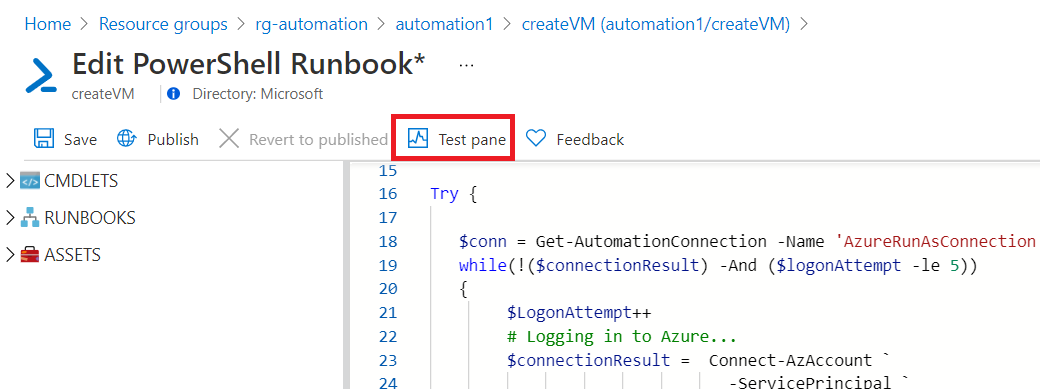 Home > Resource groups > rg-automation > automation1 > createVM (automation1/createVM) >
Edit PowerShell Runbook* ...
createVM Directory: Microsoft
Save Publish Revert to published Test pane Feedback
CMDLETS
RUNBOOKS
ASSETS
15
16 Try {
17
18 $conn = Get-AutomationConnection -Name 'AzureRunAsConnection
19 while(!($connectionResult) -And ($logonAttempt -le 5))
20 {
21 $LogonAttempt++
22 # Logging in to Azure...
23 $connectionResult = Connect-AzAccount `
24 -ServicePrincipal `